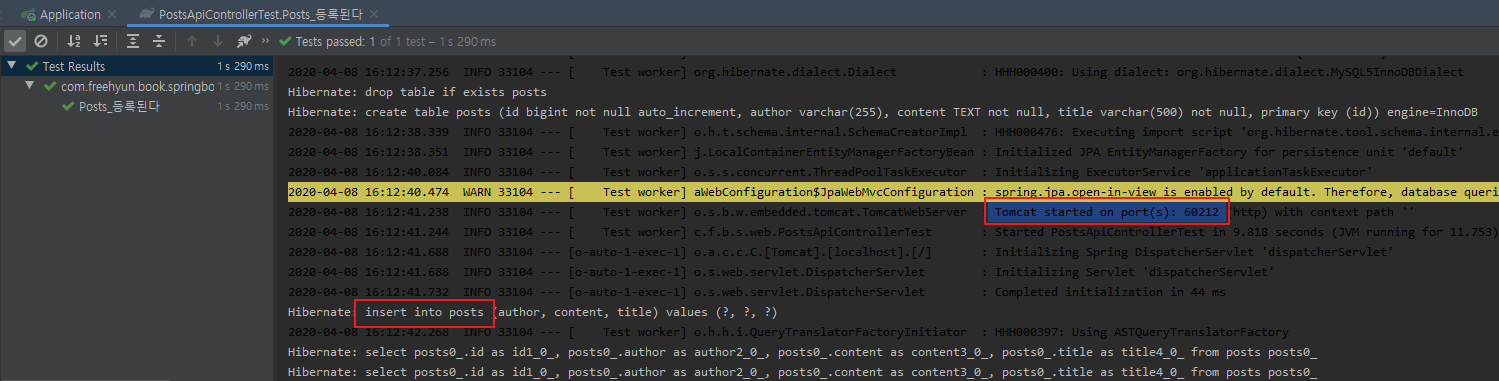 Application
PostsApiControllerTest.Posts_등록된다
Tests passed: 1 of 1 test – 1 s 290 ms
Test Results 1 s 290 ms
com.freehyun.book.springbo 1 s 290 ms
Posts_등록된다 1 s 290 ms
2020-04-08 16:12:37.256  INFO 33104 --- [    Test worker] org.hibernate.dialect.Dialect            : HHH000400: Using dialect: org.hibernate.dialect.MySQL5InnoDBDialect
Hibernate: drop table if exists posts
Hibernate: create table posts (id bigint not null auto_increment, author varchar(255), content TEXT not null, title varchar(500) not null, primary key (id)) engine=InnoDB
2020-04-08 16:12:38.339  INFO 33104 --- [    Test worker] o.h.t.schema.internal.SchemaCreatorImpl  : HHH000476: Executing import script 'org.hibernate.tool.schema.internal.e
2020-04-08 16:12:38.351  INFO 33104 --- [    Test worker] j.LocalContainerEntityManagerFactoryBean : Initialized JPA EntityManagerFactory for persistence unit 'default'
2020-04-08 16:12:40.084  INFO 33104 --- [    Test worker] o.s.s.concurrent.ThreadPoolTaskExecutor  : Initializing ExecutorService 'applicationTaskExecutor'
2020-04-08 16:12:40.474  WARN 33104 --- [    Test worker] aWebConfiguration$JpaWebMvcConfiguration : spring.jpa.open-in-view is enabled by default. Therefore, database queri
2020-04-08 16:12:41.238  INFO 33104 --- [    Test worker] o.s.b.w.embedded.tomcat.TomcatWebServer  : Tomcat started on port(s): 60212 (http) with context path ''
2020-04-08 16:12:41.244  INFO 33104 --- [    Test worker] c.f.b.s.web.PostsApiControllerTest       : Started PostsApiControllerTest in 9.818 seconds (JVM running for 11.753)
2020-04-08 16:12:41.688  INFO 33104 --- [o-auto-1-exec-1] o.a.c.c.C.[Tomcat].[localhost].[/]       : Initializing Spring DispatcherServlet 'dispatcherServlet'
2020-04-08 16:12:41.688  INFO 33104 --- [o-auto-1-exec-1] o.s.web.servlet.DispatcherServlet        : Initializing Servlet 'dispatcherServlet'
2020-04-08 16:12:41.732  INFO 33104 --- [o-auto-1-exec-1] o.s.web.servlet.DispatcherServlet        : Completed initialization in 44 ms
Hibernate: insert into posts (author, content, title) values (?, ?, ?)
2020-04-08 16:12:42.268  INFO 33104 --- [    Test worker] o.h.h.i.QueryTranslatorFactoryInitiator  : HHH000397: Using ASTQueryTranslatorFactory
Hibernate: select posts0_.id as id1_0_, posts0_.author as author2_0_, posts0_.content as content3_0_, posts0_.title as title4_0_ from posts posts0_
Hibernate: select posts0_.id as id1_0_, posts0_.author as author2_0_, posts0_.content as content3_0_, posts0_.title as title4_0_ from posts posts0_